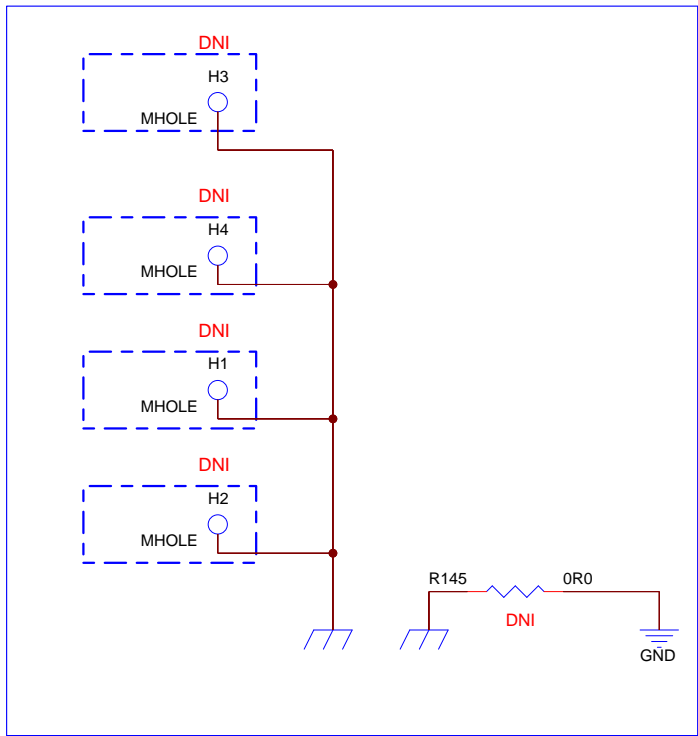 DNI
H3
MHOLE
DNI
H4
MHOLE
DNI
H1
MHOLE
DNI
H2
MHOLE
R145 0R0
DNI
GND